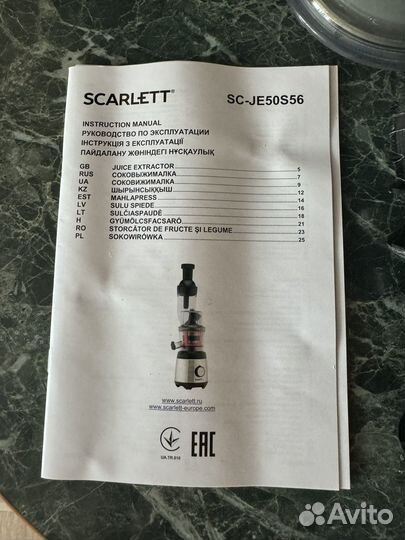 SCARLETT® SC-JE50S56
INSTRUCTION MANUAL
РУКОВОДСТВО ПО ЭКСПЛУАТАЦИИ
ІНСТРУКЦІЯ З ЕКСПЛУАТАЦІЇ
ПАЙДАЛАНУ ЖӨНІНДЕГІ НҰСҚАУЛЫҚ
GB JUICE EXTRACTOR 5
RUS СОКОВЫЖИМАЛКА 7
UA СОКОВИЖИМАЛКА 9
KZ ШЫРЫНСЫҚҚЫШ 12
EST MAHLAPRESS 14
LV SULU SPIEDE 16
LT SULČIASPAUDĖ 18
H GYÜMÖLCSFACSARÓ 21
RO STORCĂTOR DE FRUCTE ŞI LEGUME 23
PL SOKOWIRÓWKA 25
www.scarlett.ru
www.scarlett-europe.com
UA.TR.018
EAC
Avito